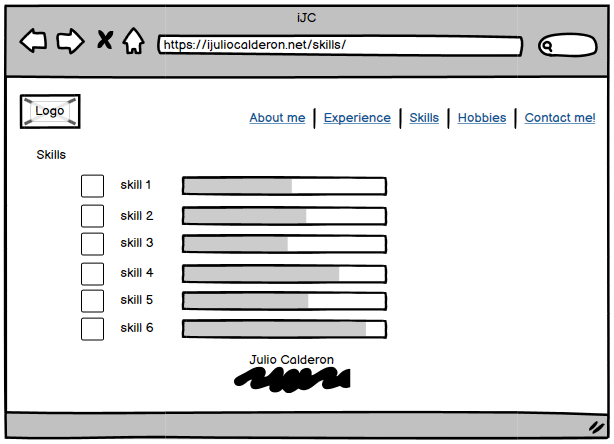 iJC
https://ijuliocalderon.net/skills/
Logo
About me Experience Skills Hobbies Contact me!
Skills
skill 1
skill 2
skill 3
skill 4
skill 5
skill 6
Julio Calderon